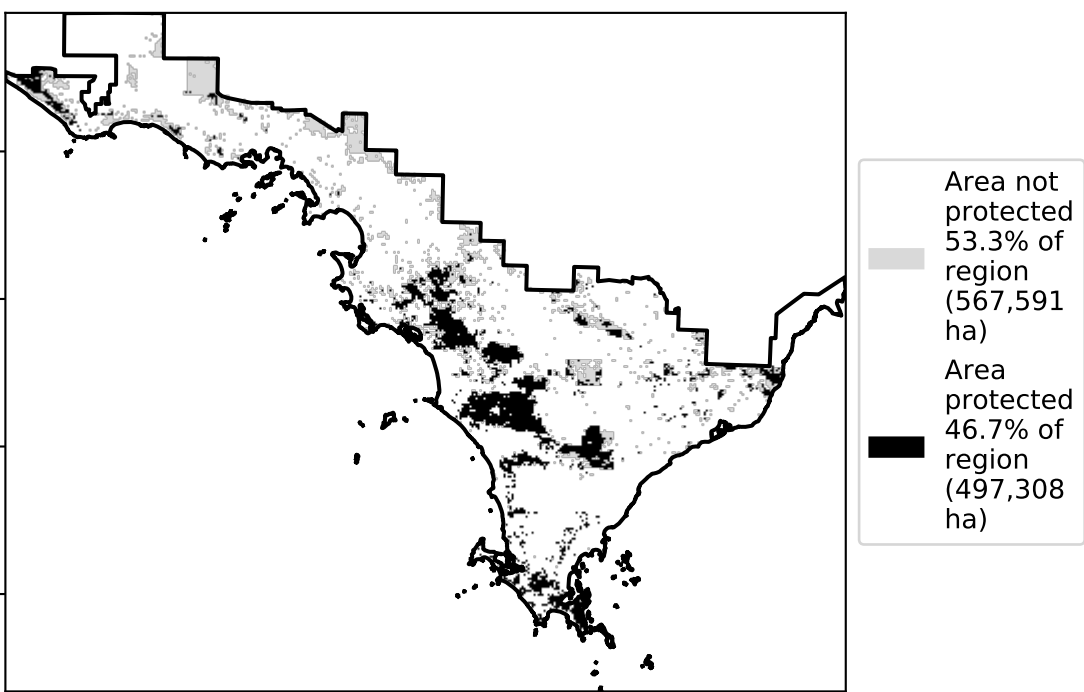 Area not
protected
53.3% of
region
(567,591
ha)
Area
protected
46.7% of
region
(497,308
ha)